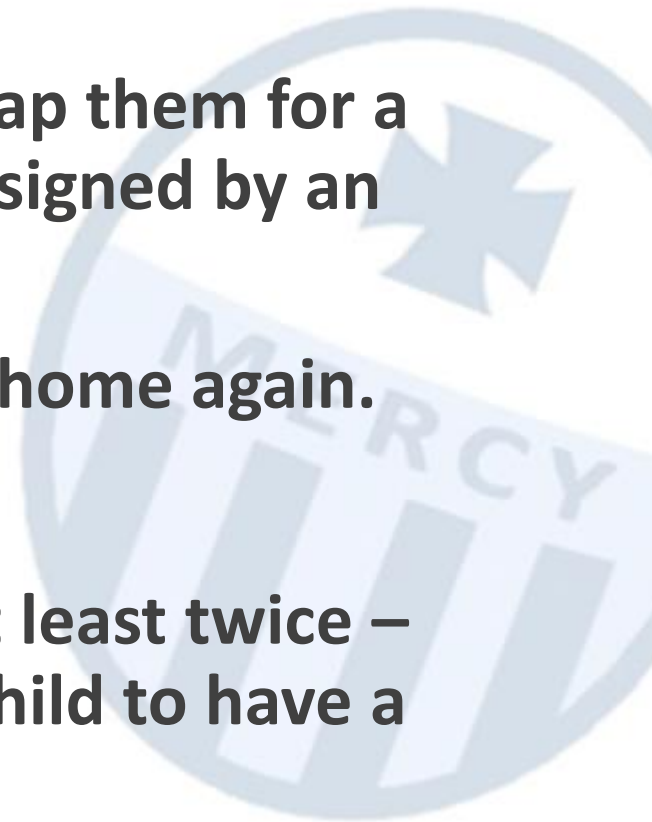 ap them for a
signed by an
home again.
least twice –
hild to have a
MERCY